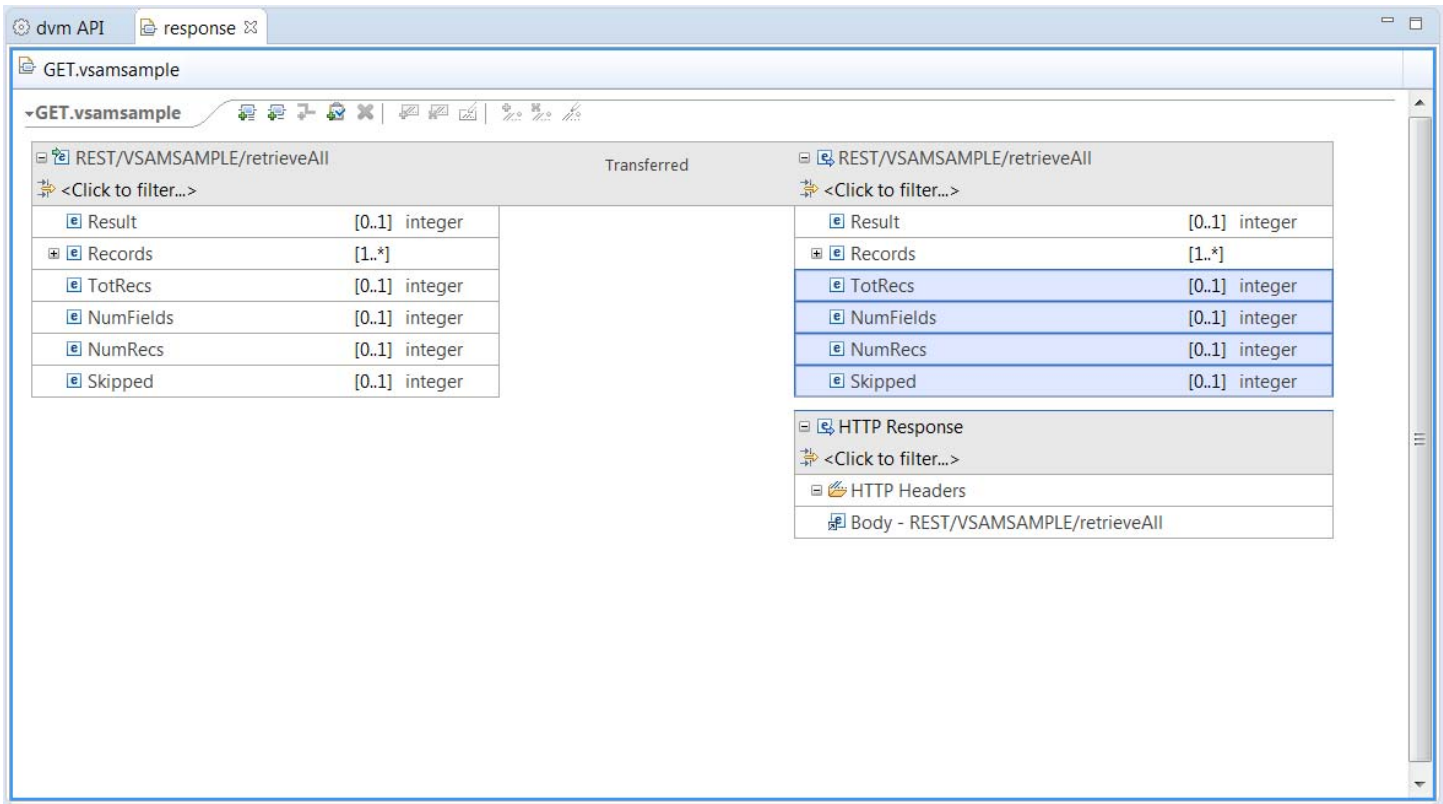 dvm API response
GET.vsamsample
GET.vsamsample
REST/VSAMSAMPLE/retrieveAll Transferred REST/VSAMSAMPLE/retrieveAll
<Click to filter...> <Click to filter...>
Result [0..1] integer Result [0..1] integer
Records [1..*] Records [1..*]
TotRecs [0..1] integer TotRecs [0..1] integer
NumFields [0..1] integer NumFields [0..1] integer
NumRecs [0..1] integer NumRecs [0..1] integer
Skipped [0..1] integer Skipped [0..1] integer
HTTP Response
<Click to filter...>
HTTP Headers
Body - REST/VSAMSAMPLE/retrieveAll